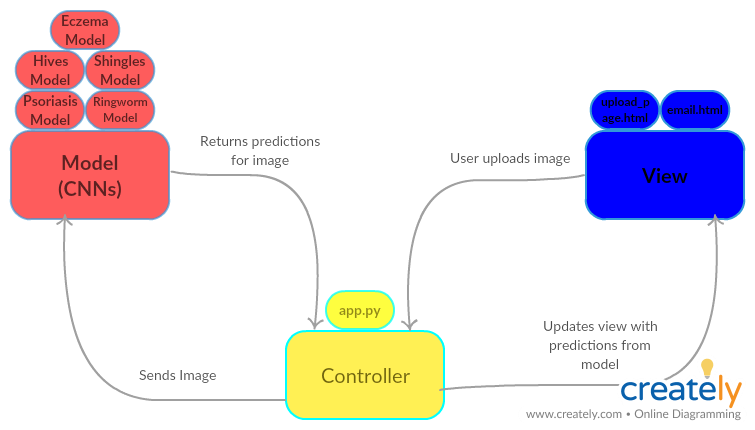 Eczema
Model
Hives
Model
Shingles
Model
Psoriasis
Model
Ringworm
Model
Model
(CNNs)
Returns predictions
for image
User uploads image
upload_p
age.html
email.html
View
app.py
Controller
Sends Image
Updates view with
predictions from
model
creately
www.creately.com • Online Diagramming